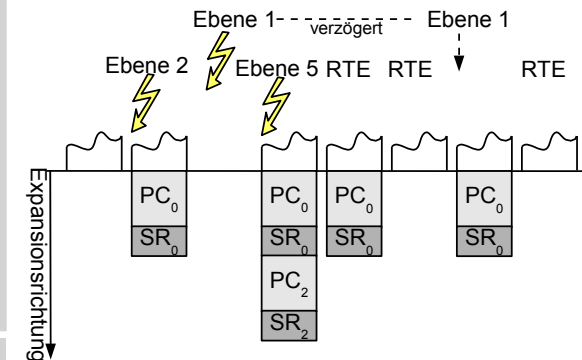 Ebene 1 Ebene 1
verzögert
Ebene 2 Ebene 5 RTE RTE RTE
PC0 PC0 PC0 PC0
SR0 SR0 SR0 SR0
PC2
SR2
Expansionsrichtung